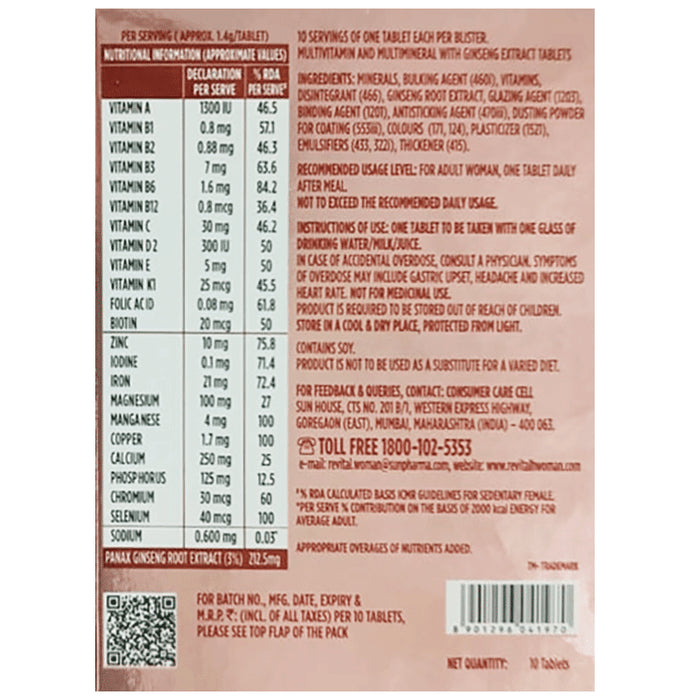 PER SERVING ( APPROX. 1.4g/TABLET)
NUTRITIONAL INFORMATION (APPROXIMATE VALUES)
DECLARATION PER SERVE % RDA PER SERVE#
VITAMIN A 1300 IU 46.5
VITAMIN B1 0.8 mg 57.1
VITAMIN B2 0.88 mg 46.3
VITAMIN B3 7 mg 63.6
VITAMIN B6 1.6 mg 84.2
VITAMIN B12 0.8 mcg 36.4
VITAMIN C 30 mg 46.2
VITAMIN D2 300 IU 50
VITAMIN E 5 mg 50
VITAMIN K1 25 mcg 45.5
FOLIC ACID 0.08 mg 61.8
BIOTIN 20 mcg 50
ZINC 10 mg 75.8
IODINE 0.1 mg 71.4
IRON 21 mg 72.4
MAGNESIUM 100 mg 27
MANGANESE 4 mg 100
COPPER 1.7 mg 100
CALCIUM 250 mg 25
PHOSPHORUS 125 mg 12.5
CHROMIUM 30 mcg 60
SELENIUM 40 mcg 100
SODIUM 0.600 mg 0.03*
PANAX GINSENG ROOT EXTRACT (3%) 212.5mg
10 SERVINGS OF ONE TABLET EACH PER BLISTER.
MULTIVITAMIN AND MULTIMINERAL WITH GINSENG EXTRACT TABLETS
INGREDIENTS: MINERALS, BULKING AGENT (460i), VITAMINS,
DISINTEGRANT (466), GINSENG ROOT EXTRACT, GLAZING AGENT (1203),
BINDING AGENT (1201), ANTISTICKING AGENT (470iii), DUSTING POWDER
FOR COATING (553iii), COLOURS (171, 124), PLASTICIZER (1521),
EMULSIFIERS (433, 322i), THICKENER (415).
RECOMMENDED USAGE LEVEL: FOR ADULT WOMAN, ONE TABLET DAILY
AFTER MEAL.
NOT TO EXCEED THE RECOMMENDED DAILY USAGE.
INSTRUCTIONS OF USE: ONE TABLET TO BE TAKEN WITH ONE GLASS OF
DRINKING WATER/MILK/JUICE.
IN CASE OF ACCIDENTAL OVERDOSE, CONSULT A PHYSICIAN. SYMPTOMS
OF OVERDOSE MAY INCLUDE GASTRIC UPSET, HEADACHE AND INCREASED
HEART RATE. NOT FOR MEDICINAL USE.
PRODUCT IS REQUIRED TO BE STORED OUT OF REACH OF CHILDREN.
STORE IN A COOL & DRY PLACE, PROTECTED FROM LIGHT.
CONTAINS SOY.
PRODUCT IS NOT TO BE USED AS A SUBSTITUTE FOR A VARIED DIET.
FOR FEEDBACK & QUERIES, CONTACT: CONSUMER CARE CELL
SUN HOUSE, CTS NO. 201 B/1, WESTERN EXPRESS HIGHWAY,
GOREGAON (EAST), MUMBAI, MAHARASHTRA (INDIA) – 400 063.
TOLL FREE 1800-102-5353
e-mail: revital.woman@sunpharma.com, website: www.revitalhwoman.com
#% RDA CALCULATED BASIS ICMR GUIDELINES FOR SEDENTARY FEMALE.
*PER SERVE % CONTRIBUTION ON THE BASIS OF 2000 kcal ENERGY FOR
AVERAGE ADULT.
APPROPRIATE OVERAGES OF NUTRIENTS ADDED.
TM- TRADEMARK
FOR BATCH NO., MFG. DATE, EXPIRY &
M.R.P. ₹: (INCL. OF ALL TAXES) PER 10 TABLETS,
PLEASE SEE TOP FLAP OF THE PACK
8 901296 041970
NET QUANTITY: 10 Tablets